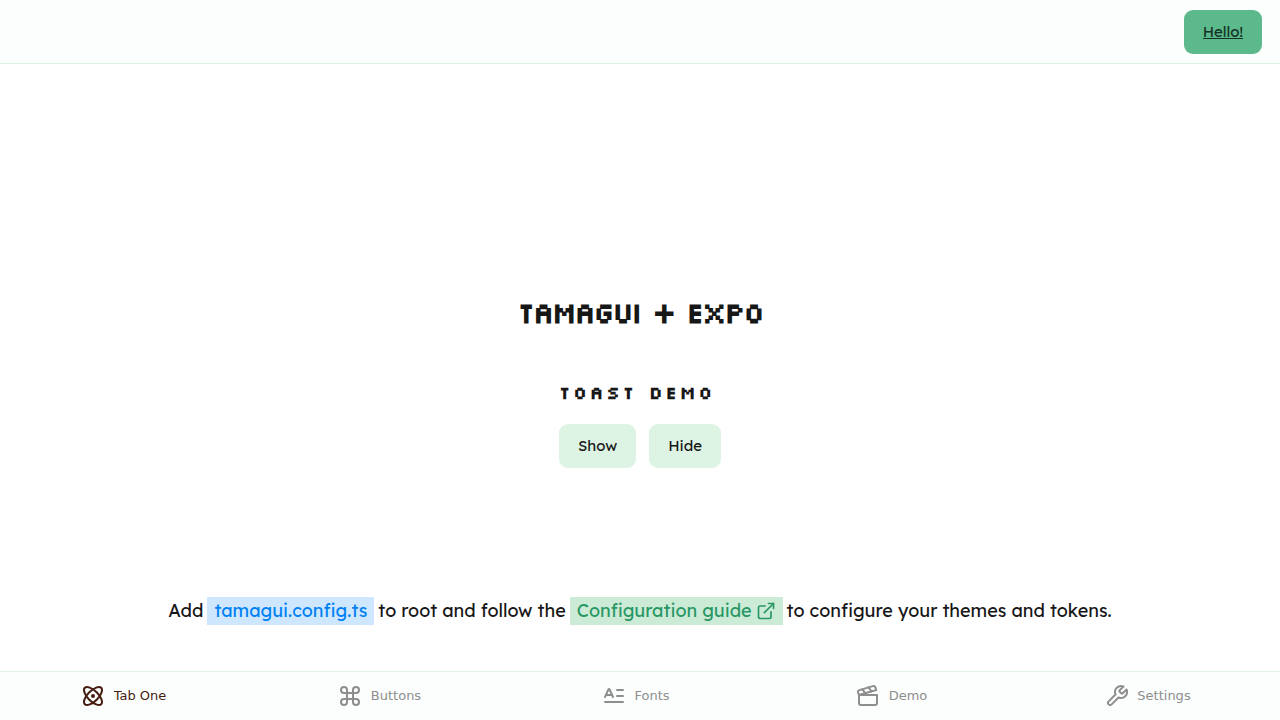 Hello!
TAMAGUI + EXPO
TOAST DEMO
Show Hide
Add tamagui.config.ts to root and follow the Configuration guide to configure your themes and tokens.
Tab One Buttons Fonts Demo Settings